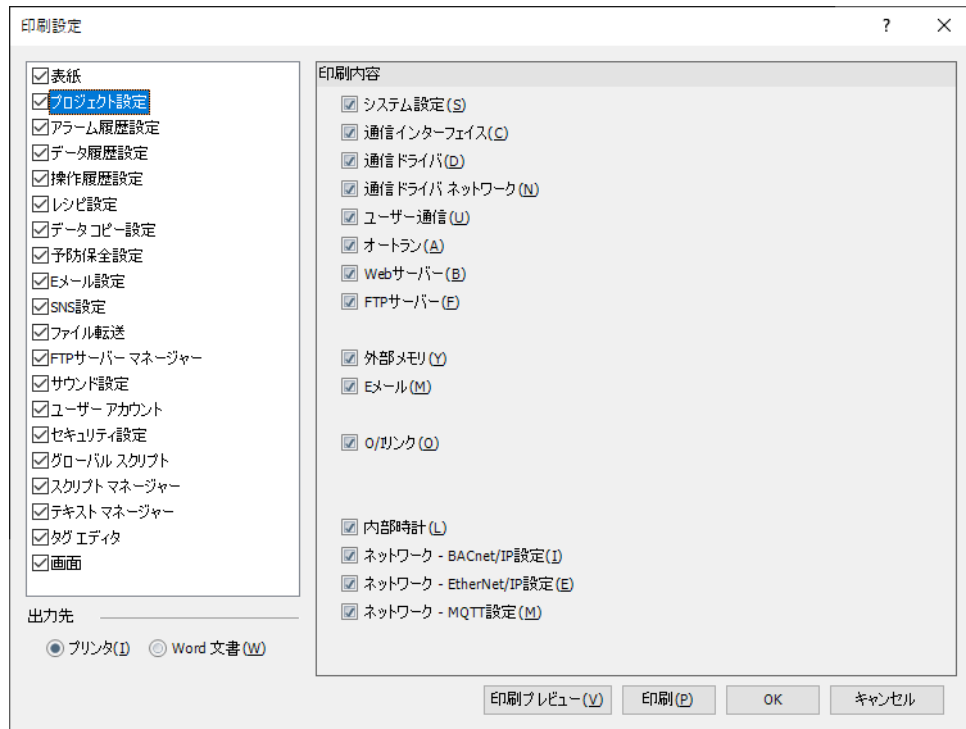 印刷設定
?
×
表紙
プロジェクト設定
アラーム履歴設定
データ履歴設定
操作履歴設定
レシピ設定
データコピー設定
予防保全設定
Eメール設定
SNS設定
ファイル転送
FTPサーバー マネージャー
サウンド設定
ユーザー アカウント
セキュリティ設定
グローバル スクリプト
スクリプト マネージャー
テキスト マネージャー
タグ エディタ
画面
出力先
プリンタ(I)
Word 文書(W)
印刷内容
システム設定(S)
通信インターフェイス(C)
通信ドライバ(D)
通信ドライバ ネットワーク(N)
ユーザー通信(U)
オートラン(A)
Webサーバー(B)
FTPサーバー(F)
外部メモリ(Y)
Eメール(M)
O/Iリンク(O)
内部時計(L)
ネットワーク - BACnet/IP設定(I)
ネットワーク - EtherNet/IP設定(E)
ネットワーク - MQTT設定(M)
印刷プレビュー(V)
印刷(P)
OK
キャンセル